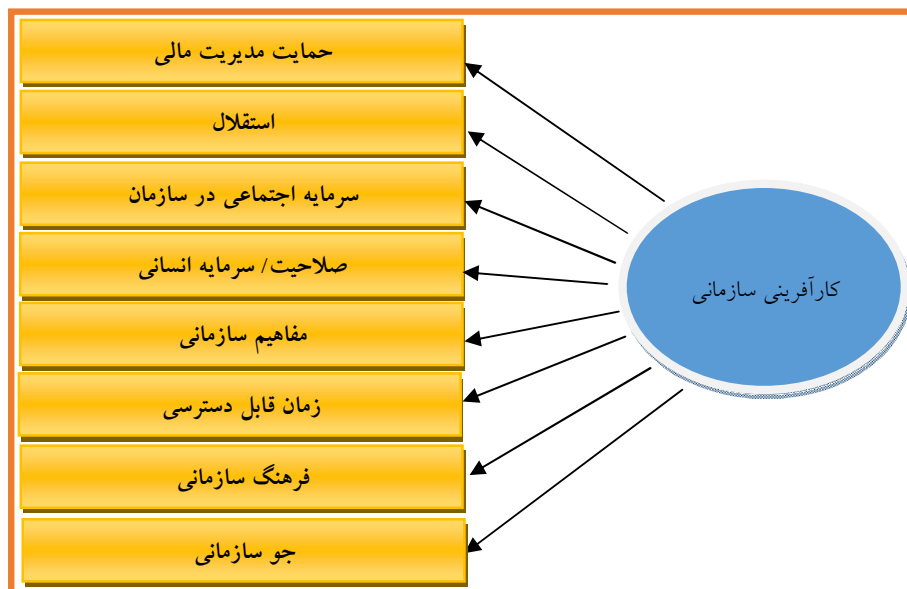 حمایت مدیریت مالی
استقلال
سرمایه اجتماعی در سازمان
صلاحیت/ سرمایه انسانی
کارآفرینی سازمانی
مفاهیم سازمانی
زمان قابل دسترسی
فرهنگ سازمانی
جو سازمانی